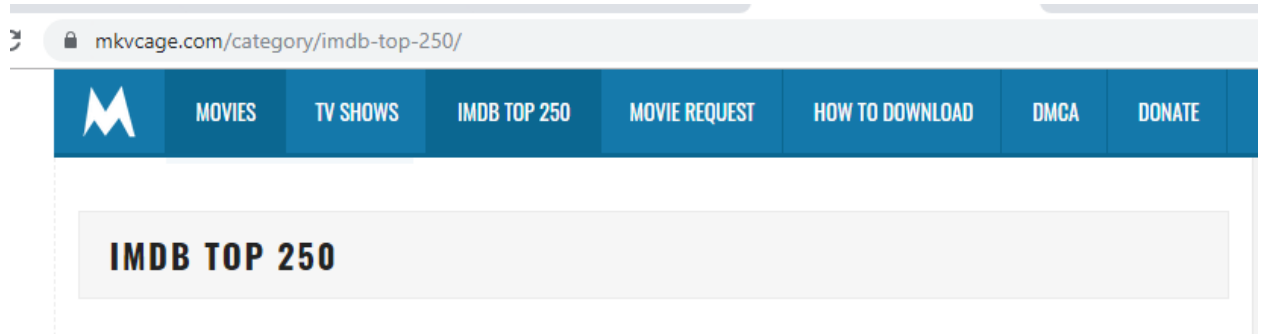 mkvcage.com/category/imdb-top-250/
M MOVIES TV SHOWS IMDB TOP 250 MOVIE REQUEST HOW TO DOWNLOAD DMCA DONATE
IMDB TOP 250